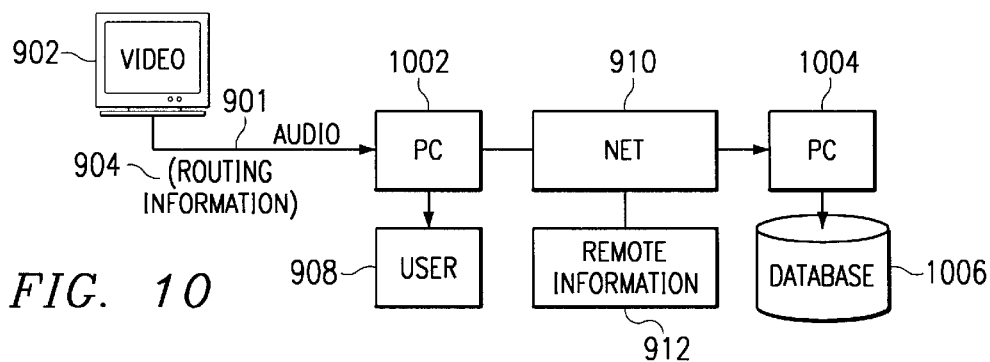 902
VIDEO
901
AUDIO
904
(ROUTING
INFORMATION)
1002
PC
910
NET
1004
PC
908
USER
REMOTE
INFORMATION
912
DATABASE
1006
FIG. 10